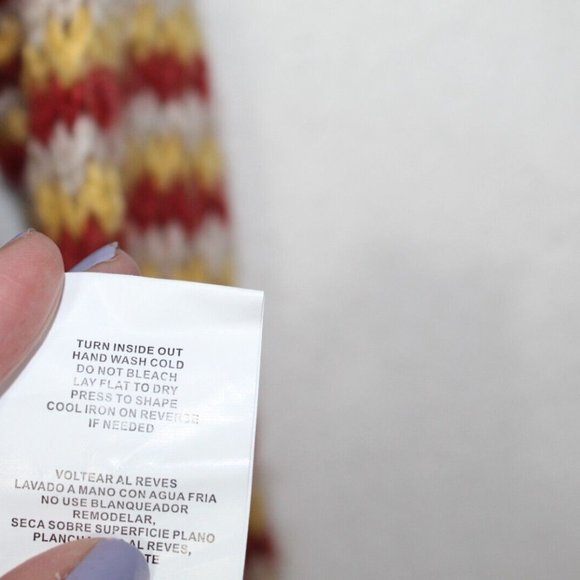 TURN INSIDE OUT
HAND WASH COLD
DO NOT BLEACH
LAY FLAT TO DRY
PRESS TO SHAPE
COOL IRON ON REVERSE
IF NEEDED
VOLTEAR AL REVES
LAVADO A MANO CON AGUA FRIA
NO USE BLANQUEADOR
REMODELAR,
SECA SOBRE SUPERFICIE PLANO
AL REVES,